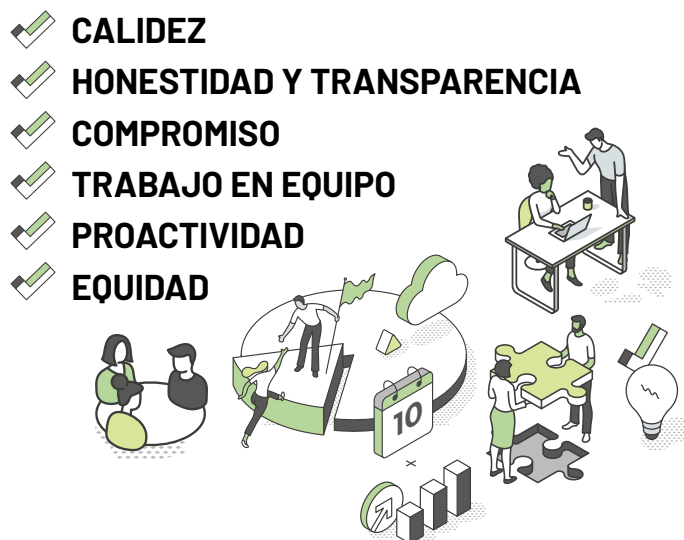 CALIDEZ
HONESTIDAD Y TRANSPARENCIA
COMPROMISO
TRABAJO EN EQUIPO
PROACTIVIDAD
EQUIDAD
10